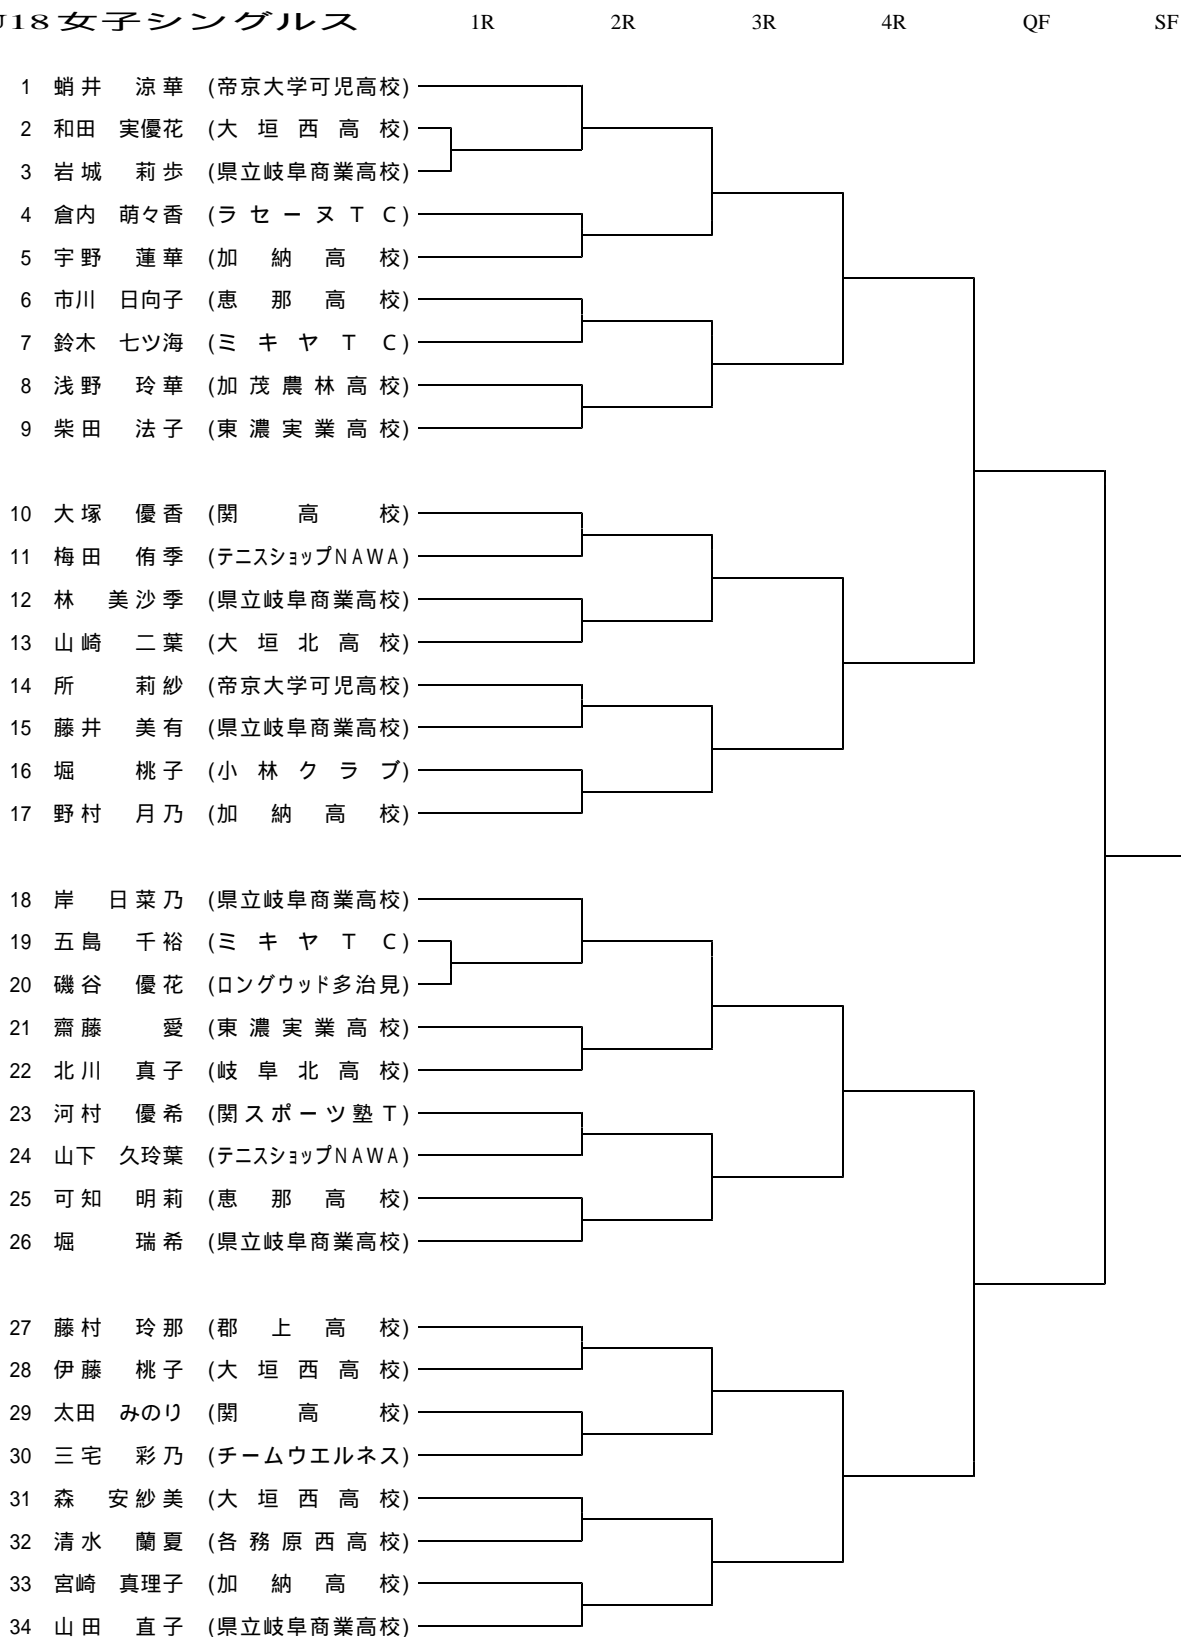 U18女子シングルス 1R 2R 3R 4R QF SF
1 蛸井 涼華 (帝京大学可児高校)
2 和田 実優花 (大垣西高校)
3 岩城 莉歩 (県立岐阜商業高校)
4 倉内 萌々香 (ラセーヌTC)
5 宇野 蓮華 (加納高校)
6 市川 日向子 (恵那高校)
7 鈴木 七ツ海 (ミキヤTC)
8 浅野 玲華 (加茂農林高校)
9 柴田 法子 (東濃実業高校)
10 大塚 優香 (関高校)
11 梅田 侑季 (テニスショップNAWA)
12 林 美沙季 (県立岐阜商業高校)
13 山崎 二葉 (大垣北高校)
14 所 莉紗 (帝京大学可児高校)
15 藤井 美有 (県立岐阜商業高校)
16 堀 桃子 (小林クラブ)
17 野村 月乃 (加納高校)
18 岸 日菜乃 (県立岐阜商業高校)
19 五島 千裕 (ミキヤTC)
20 磯谷 優花 (ロングウッド多治見)
21 齋藤 愛 (東濃実業高校)
22 北川 真子 (岐阜北高校)
23 河村 優希 (関スポーツ塾T)
24 山下 久玲葉 (テニスショップNAWA)
25 可知 明莉 (恵那高校)
26 堀 瑞希 (県立岐阜商業高校)
27 藤村 玲那 (郡上高校)
28 伊藤 桃子 (大垣西高校)
29 太田 みのり (関高校)
30 三宅 彩乃 (チームウエルネス)
31 森 安紗美 (大垣西高校)
32 清水 蘭夏 (各務原西高校)
33 宮崎 真理子 (加納高校)
34 山田 直子 (県立岐阜商業高校)